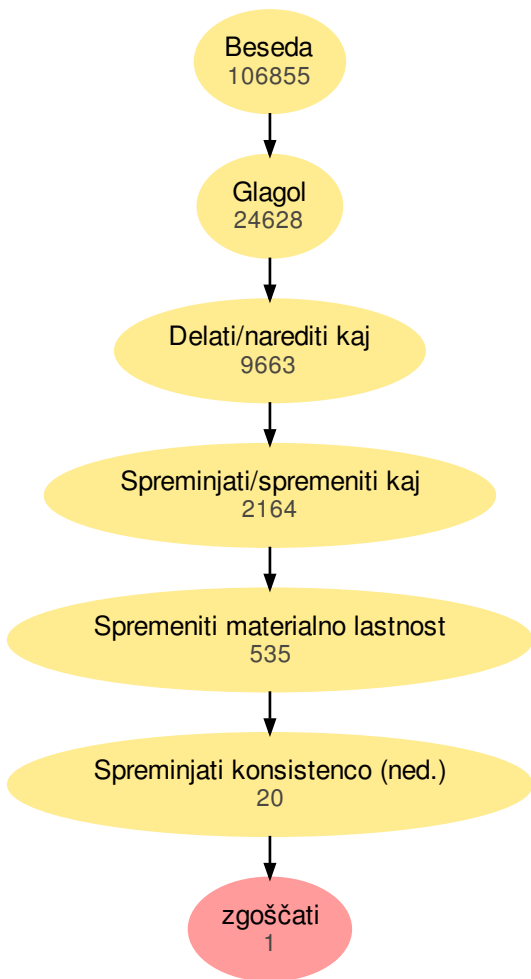 Beseda
106855
Glagol
24628
Delati/narediti kaj
9663
Spreminjati/spremeniti kaj
2164
Spremeniti materialno lastnost
535
Spreminjati konsistenco (ned.)
20
zgoščati
1